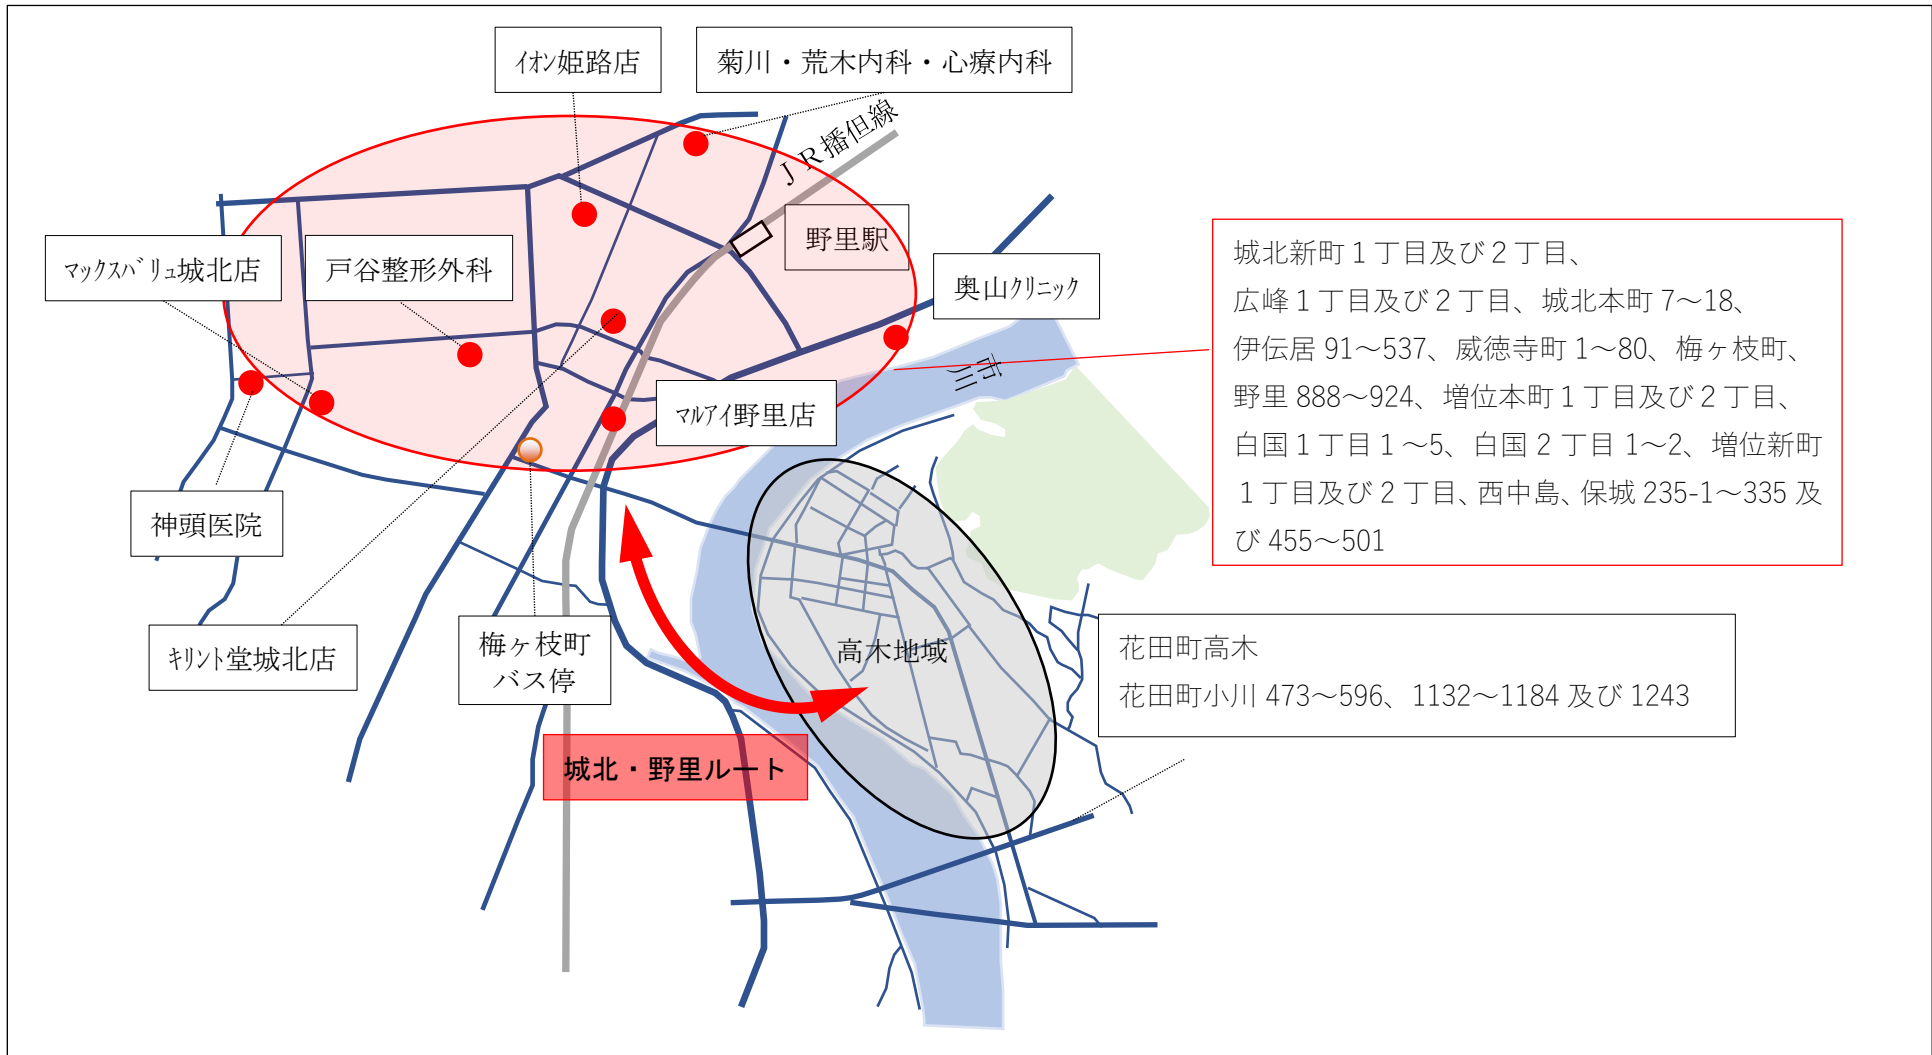 ｲｵﾝ姫路店
菊川・荒木内科・心療内科
ＪＲ播但線
野里駅
ﾏｯｸｽﾊﾞﾘｭ城北店
戸谷整形外科
奥山ｸﾘﾆｯｸ
市川
ﾏﾙｱｲ野里店
神頭医院
ｷﾘﾝﾄ堂城北店
梅ヶ枝町
バス停
高木地域
城北・野里ルート
城北新町１丁目及び２丁目、
広峰１丁目及び２丁目、城北本町 7～18、
伊伝居 91～537、威徳寺町 1～80、梅ヶ枝町、
野里 888～924、増位本町１丁目及び２丁目、
白国１丁目１～5、白国２丁目 1～2、増位新町
１丁目及び２丁目、西中島、保城 235-1～335 及
び 455～501
花田町高木
花田町小川 473～596、1132～1184 及び 1243